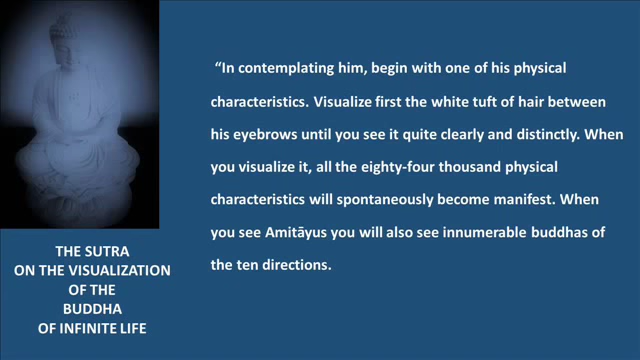 “In contemplating him, begin with one of his physical
characteristics. Visualize first the white tuft of hair between
his eyebrows until you see it quite clearly and distinctly. When
you visualize it, all the eighty-four thousand physical
characteristics will spontaneously become manifest. When
you see Amitāyus you will also see innumerable buddhas of
the ten directions.
THE SUTRA
ON THE VISUALIZATION
OF THE
BUDDHA
OF INFINITE LIFE